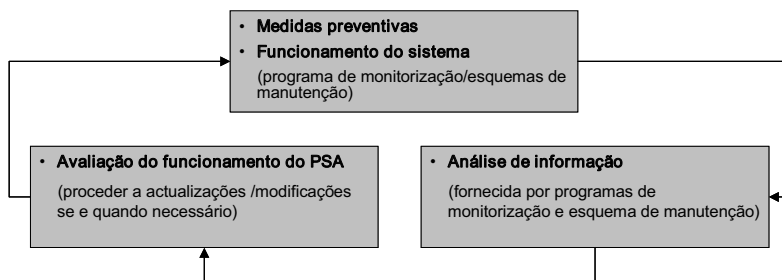 • Medidas preventivas
• Funcionamento do sistema
(programa de monitorização/esquemas de
manutenção)
• Avaliação do funcionamento do PSA
(proceder a actualizações /modificações
se e quando necessário)
• Análise de informação
(fornecida por programas de
monitorização e esquema de manutenção)